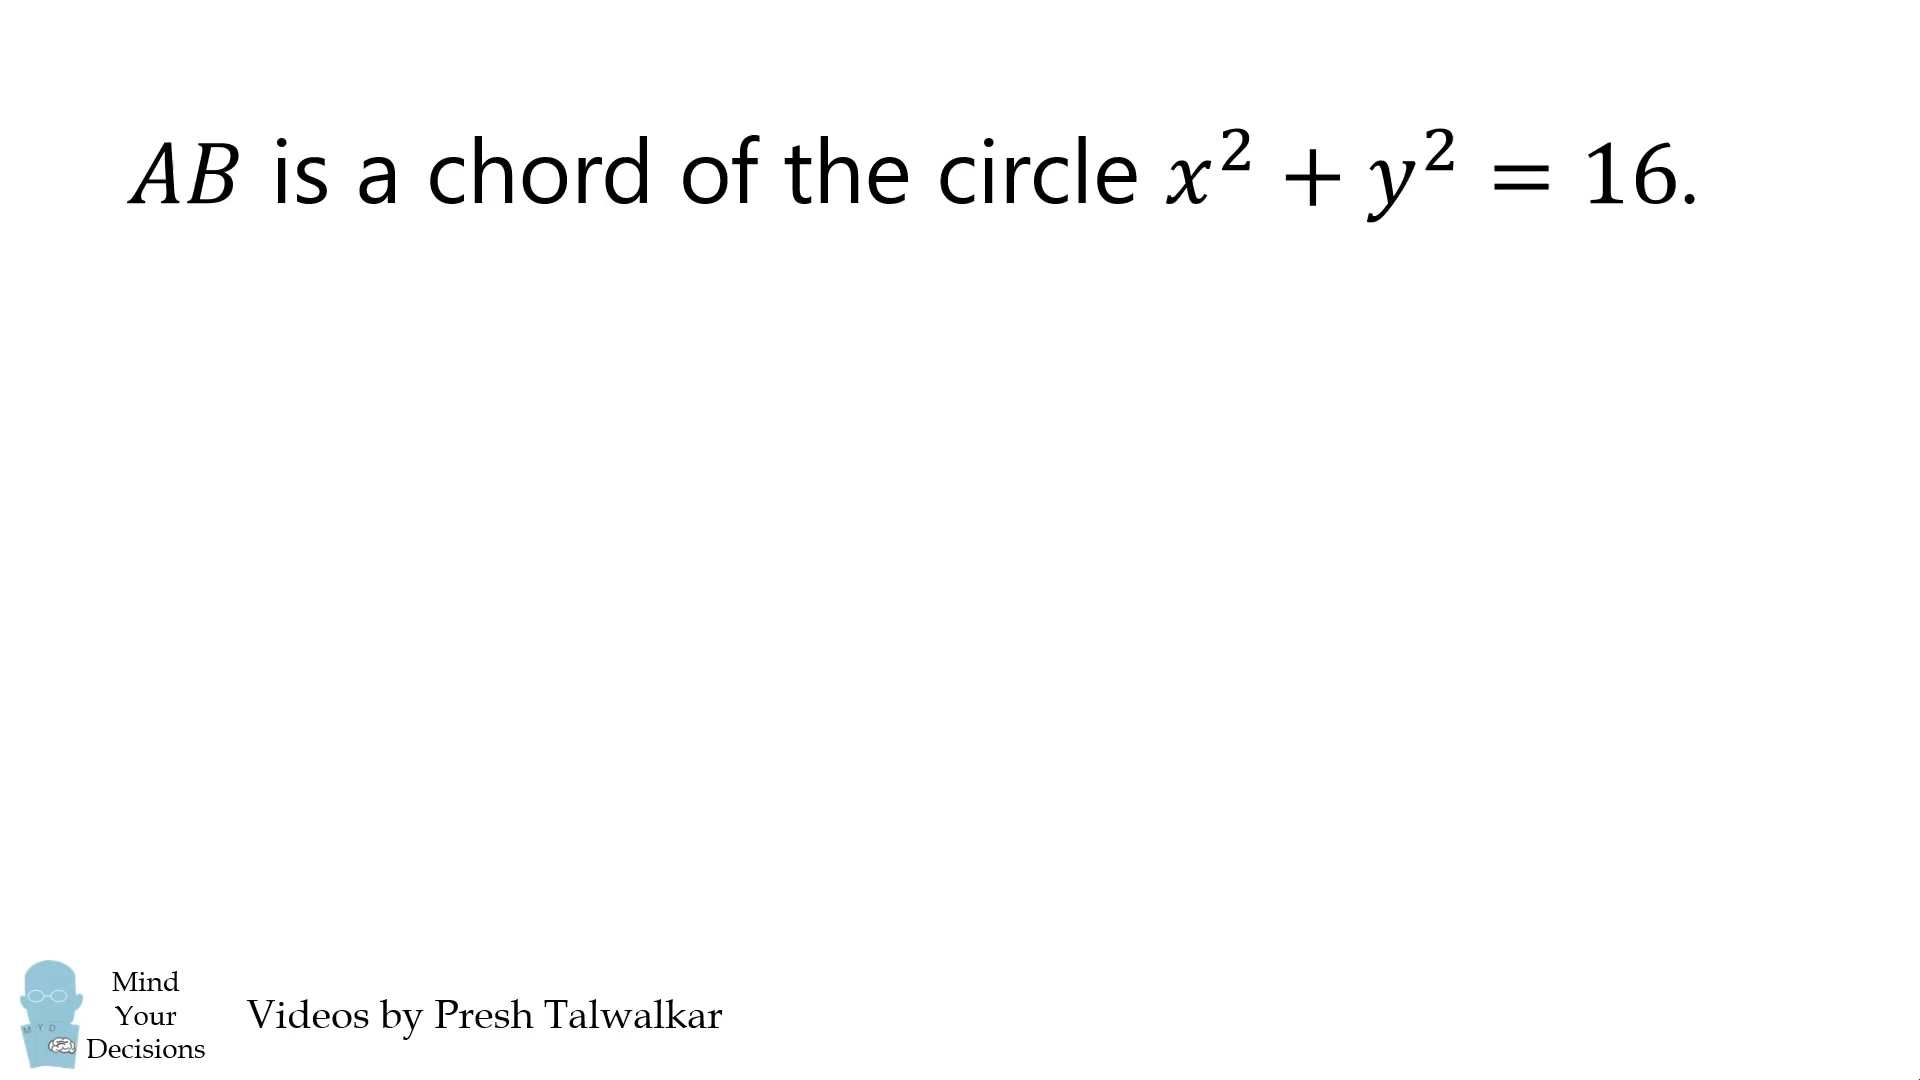 AB is a chord of the circle x² + y² = 16.
M Y D
Mind
Your
Decisions
Videos by Presh Talwalkar